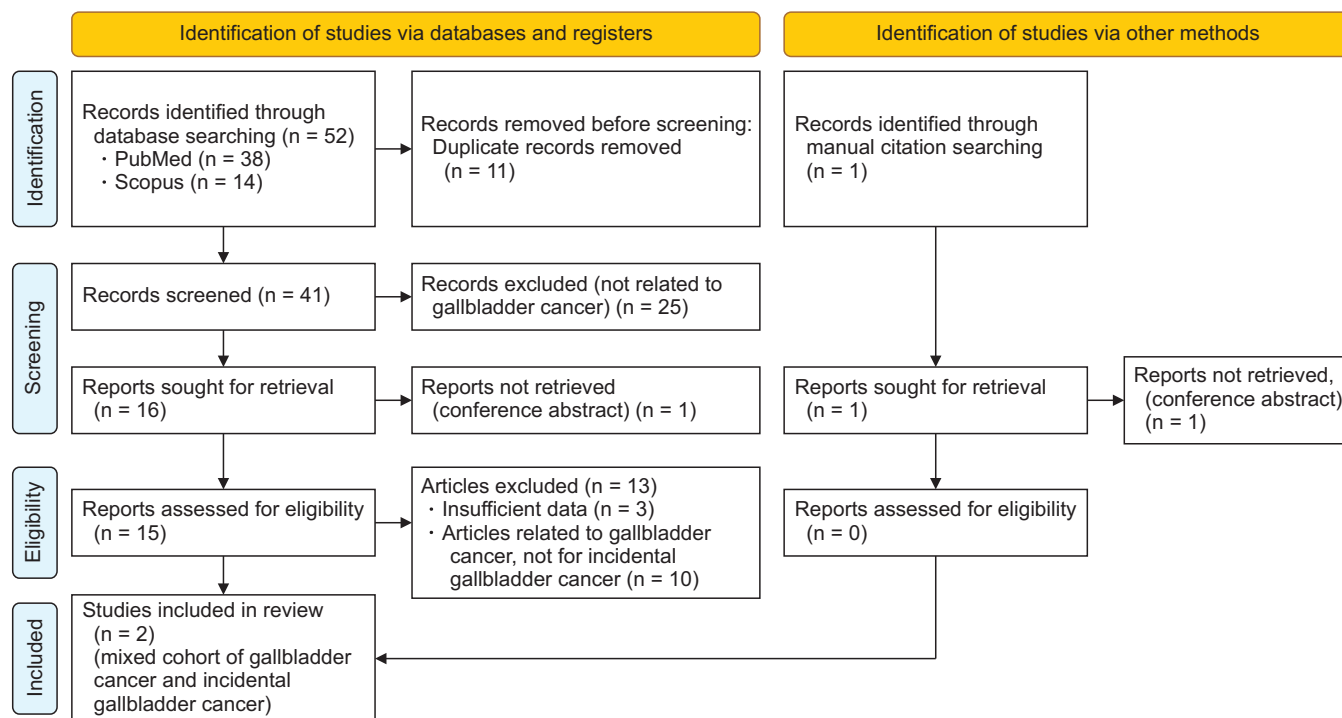 Identification of studies via databases and registers
Identification of studies via other methods
Identification
Records identified through
database searching (n = 52)
· PubMed (n = 38)
· Scopus (n = 14)
Records removed before screening:
Duplicate records removed
(n = 11)
Records identified through
manual citation searching
(n = 1)
Screening
Records screened (n = 41)
Records excluded (not related to
gallbladder cancer) (n = 25)
Reports sought for retrieval
(n = 16)
Reports not retrieved
(conference abstract) (n = 1)
Reports sought for retrieval
(n = 1)
Reports not retrieved,
(conference abstract)
(n = 1)
Eligibility
Reports assessed for eligibility
(n = 15)
Articles excluded (n = 13)
· Insufficient data (n = 3)
· Articles related to gallbladder
cancer, not for incidental
gallbladder cancer (n = 10)
Reports assessed for eligibility
(n = 0)
Included
Studies included in review
(n = 2)
(mixed cohort of gallbladder
cancer and incidental
gallbladder cancer)